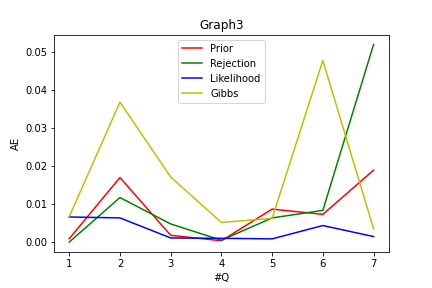 Graph3
Prior
Rejection
Likelihood
Gibbs
0.05
0.04
0.03
0.02
0.01
0.00
AE
1 2 3 4 5 6 7
#Q